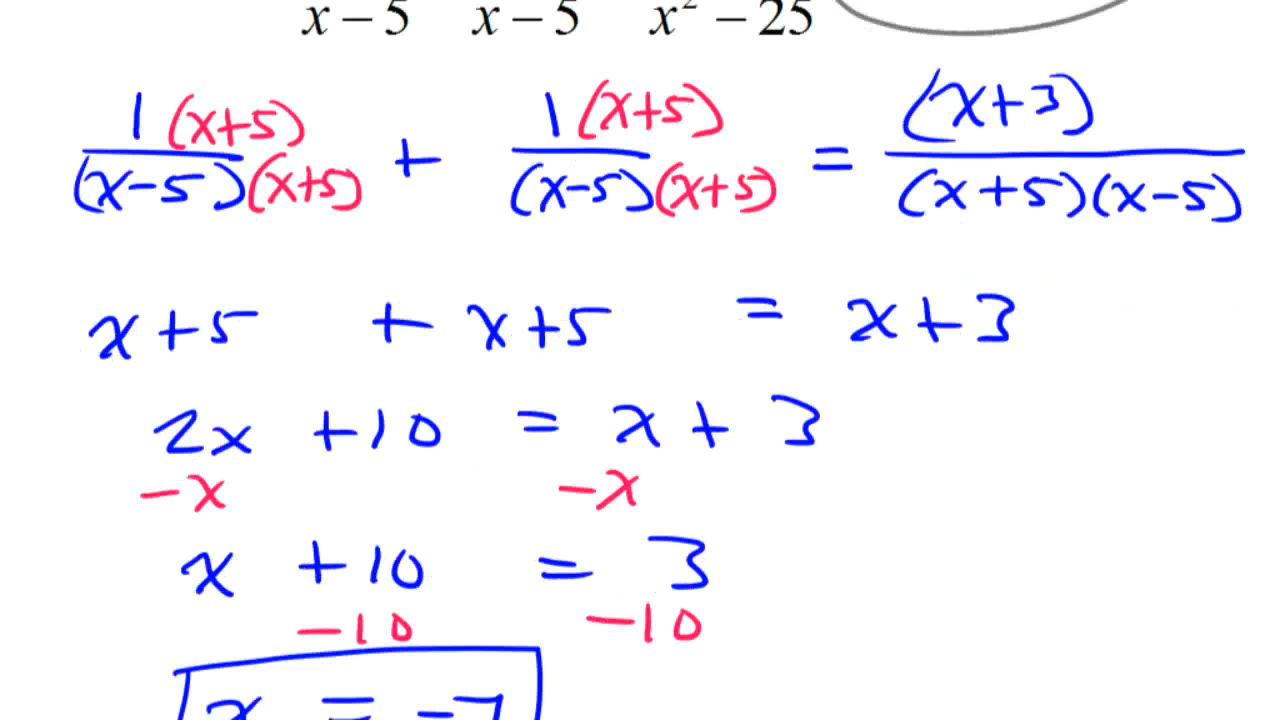 x − 5 x − 5 x² − 25
1 (x+5) + 1 (x+5) = (x+3)
(x−5)(x+5) (x−5)(x+5) (x+5)(x−5)
x+5 + x+5 = x+3
2x +10 = x + 3
−x −x
x +10 = 3
−10 −10
x = −7